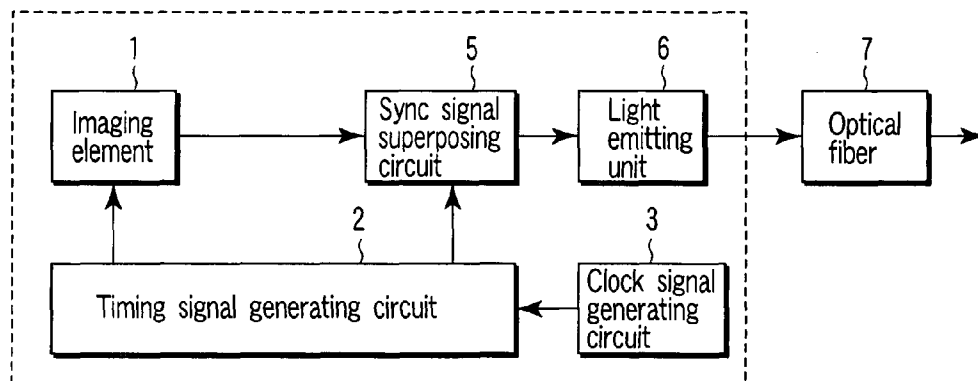 1
5
6
7
Imaging
element
Sync signal
superposing
circuit
Light
emitting
unit
Optical
fiber
2
3
Timing signal generating circuit
Clock signal
generating
circuit